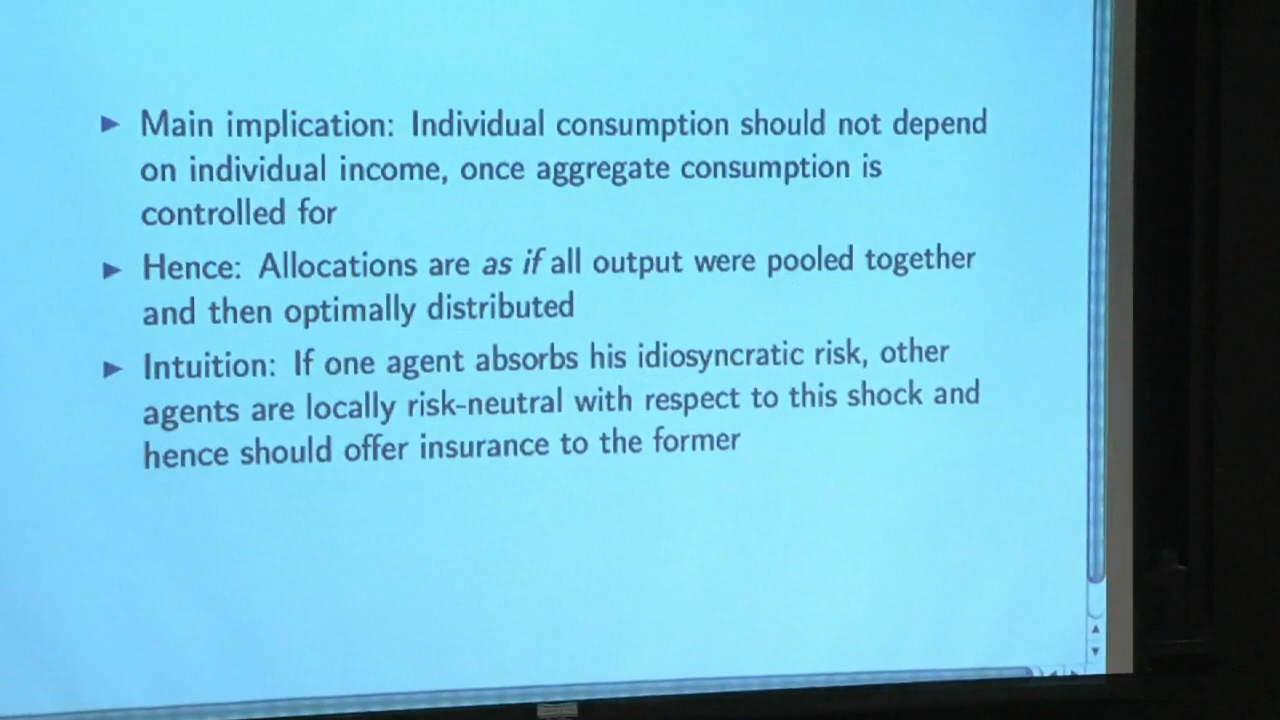 ▶ Main implication: Individual consumption should not depend
on individual income, once aggregate consumption is
controlled for
▶ Hence: Allocations are as if all output were pooled together
and then optimally distributed
▶ Intuition: If one agent absorbs his idiosyncratic risk, other
agents are locally risk-neutral with respect to this shock and
hence should offer insurance to the former